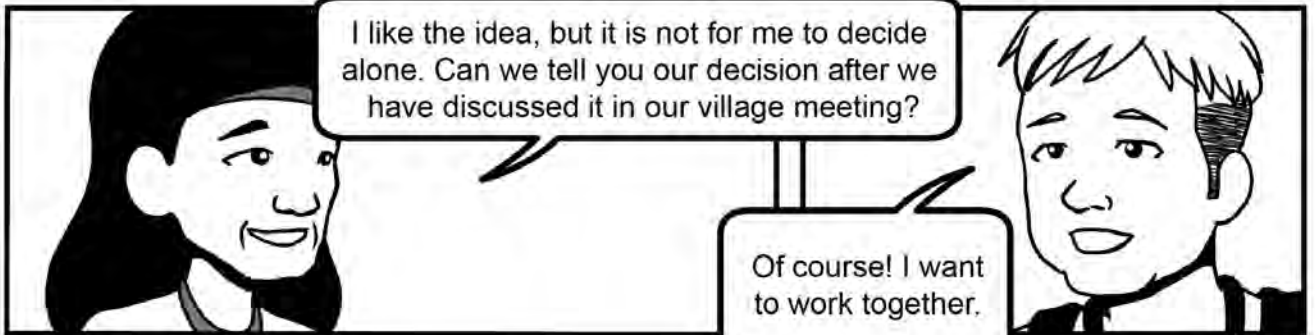 I like the idea, but it is not for me to decide
alone. Can we tell you our decision after we
have discussed it in our village meeting?
Of course! I want
to work together.